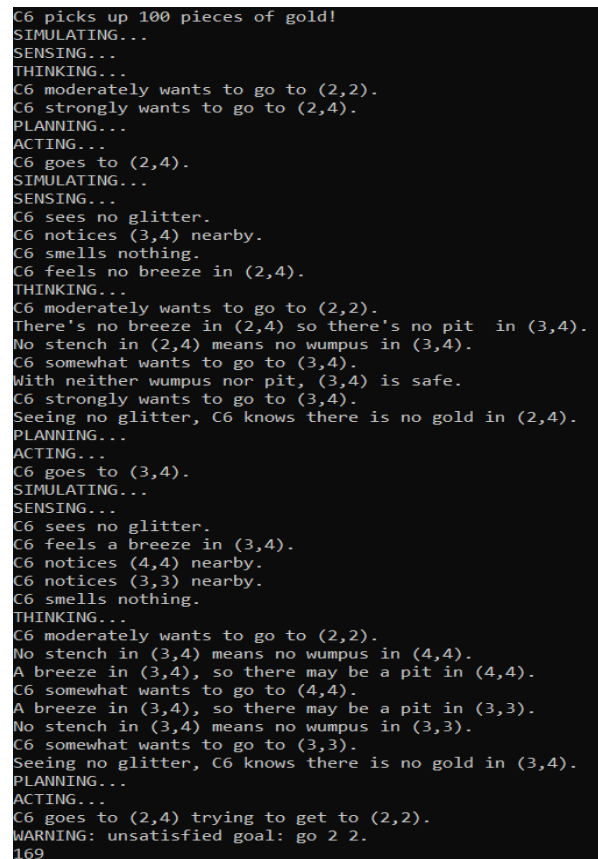 C6 picks up 100 pieces of gold!
SIMULATING...
SENSING...
THINKING...
C6 moderately wants to go to (2,2).
C6 strongly wants to go to (2,4).
PLANNING...
ACTING...
C6 goes to (2,4).
SIMULATING...
SENSING...
C6 sees no glitter.
C6 notices (3,4) nearby.
C6 smells nothing.
C6 feels no breeze in (2,4).
THINKING...
C6 moderately wants to go to (2,2).
There's no breeze in (2,4) so there's no pit  in (3,4).
No stench in (2,4) means no wumpus in (3,4).
C6 somewhat wants to go to (3,4).
With neither wumpus nor pit, (3,4) is safe.
C6 strongly wants to go to (3,4).
Seeing no glitter, C6 knows there is no gold in (2,4).
PLANNING...
ACTING...
C6 goes to (3,4).
SIMULATING...
SENSING...
C6 sees no glitter.
C6 feels a breeze in (3,4).
C6 notices (4,4) nearby.
C6 notices (3,3) nearby.
C6 smells nothing.
THINKING...
C6 moderately wants to go to (2,2).
No stench in (3,4) means no wumpus in (4,4).
A breeze in (3,4), so there may be a pit in (4,4).
C6 somewhat wants to go to (4,4).
A breeze in (3,4), so there may be a pit in (3,3).
No stench in (3,4) means no wumpus in (3,3).
C6 somewhat wants to go to (3,3).
Seeing no glitter, C6 knows there is no gold in (3,4).
PLANNING...
ACTING...
C6 goes to (2,4) trying to get to (2,2).
WARNING: unsatisfied goal: go 2 2.
169